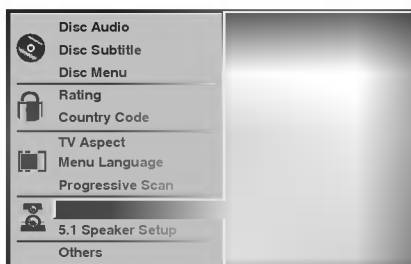 Disc Audio
Disc Subtitle
Disc Menu
Rating
Country Code
TV Aspect
Menu Language
Progressive Scan
5.1 Speaker Setup
Others